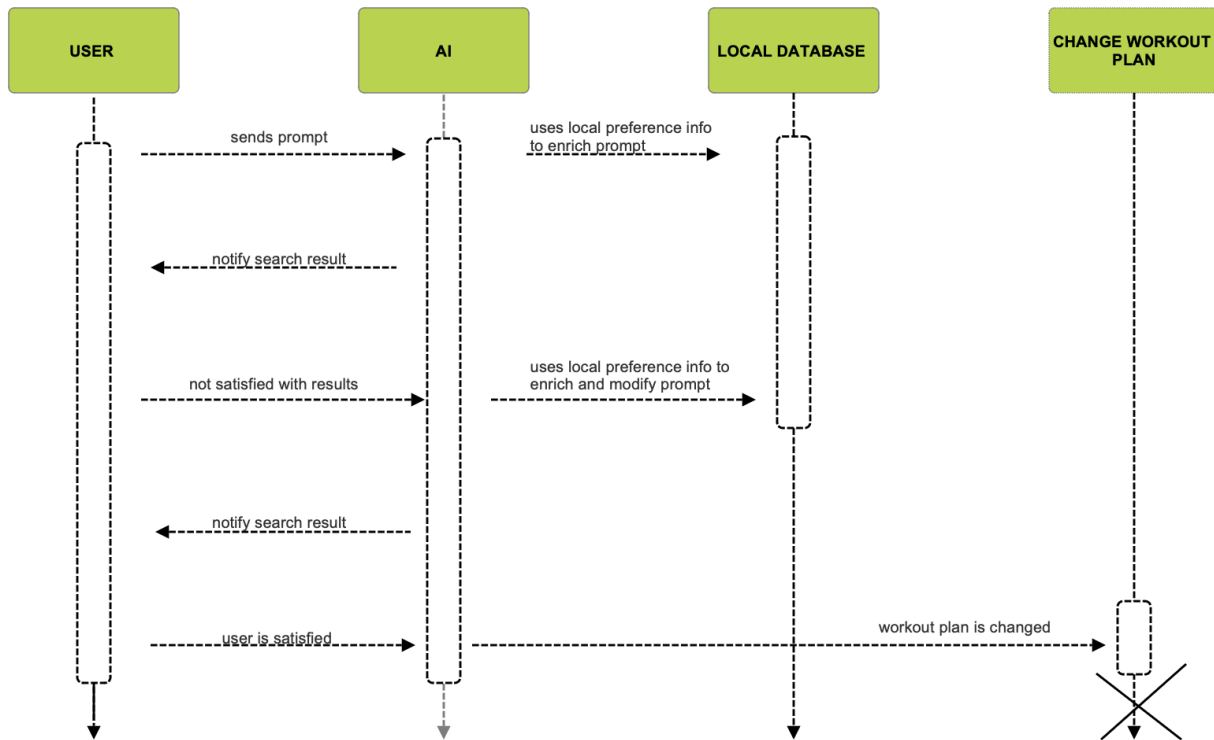 USER
AI
LOCAL DATABASE
CHANGE WORKOUT
PLAN
sends prompt
uses local preference info
to enrich prompt
notify search result
not satisfied with results
uses local preference info to
enrich and modify prompt
notify search result
user is satisfied
workout plan is changed